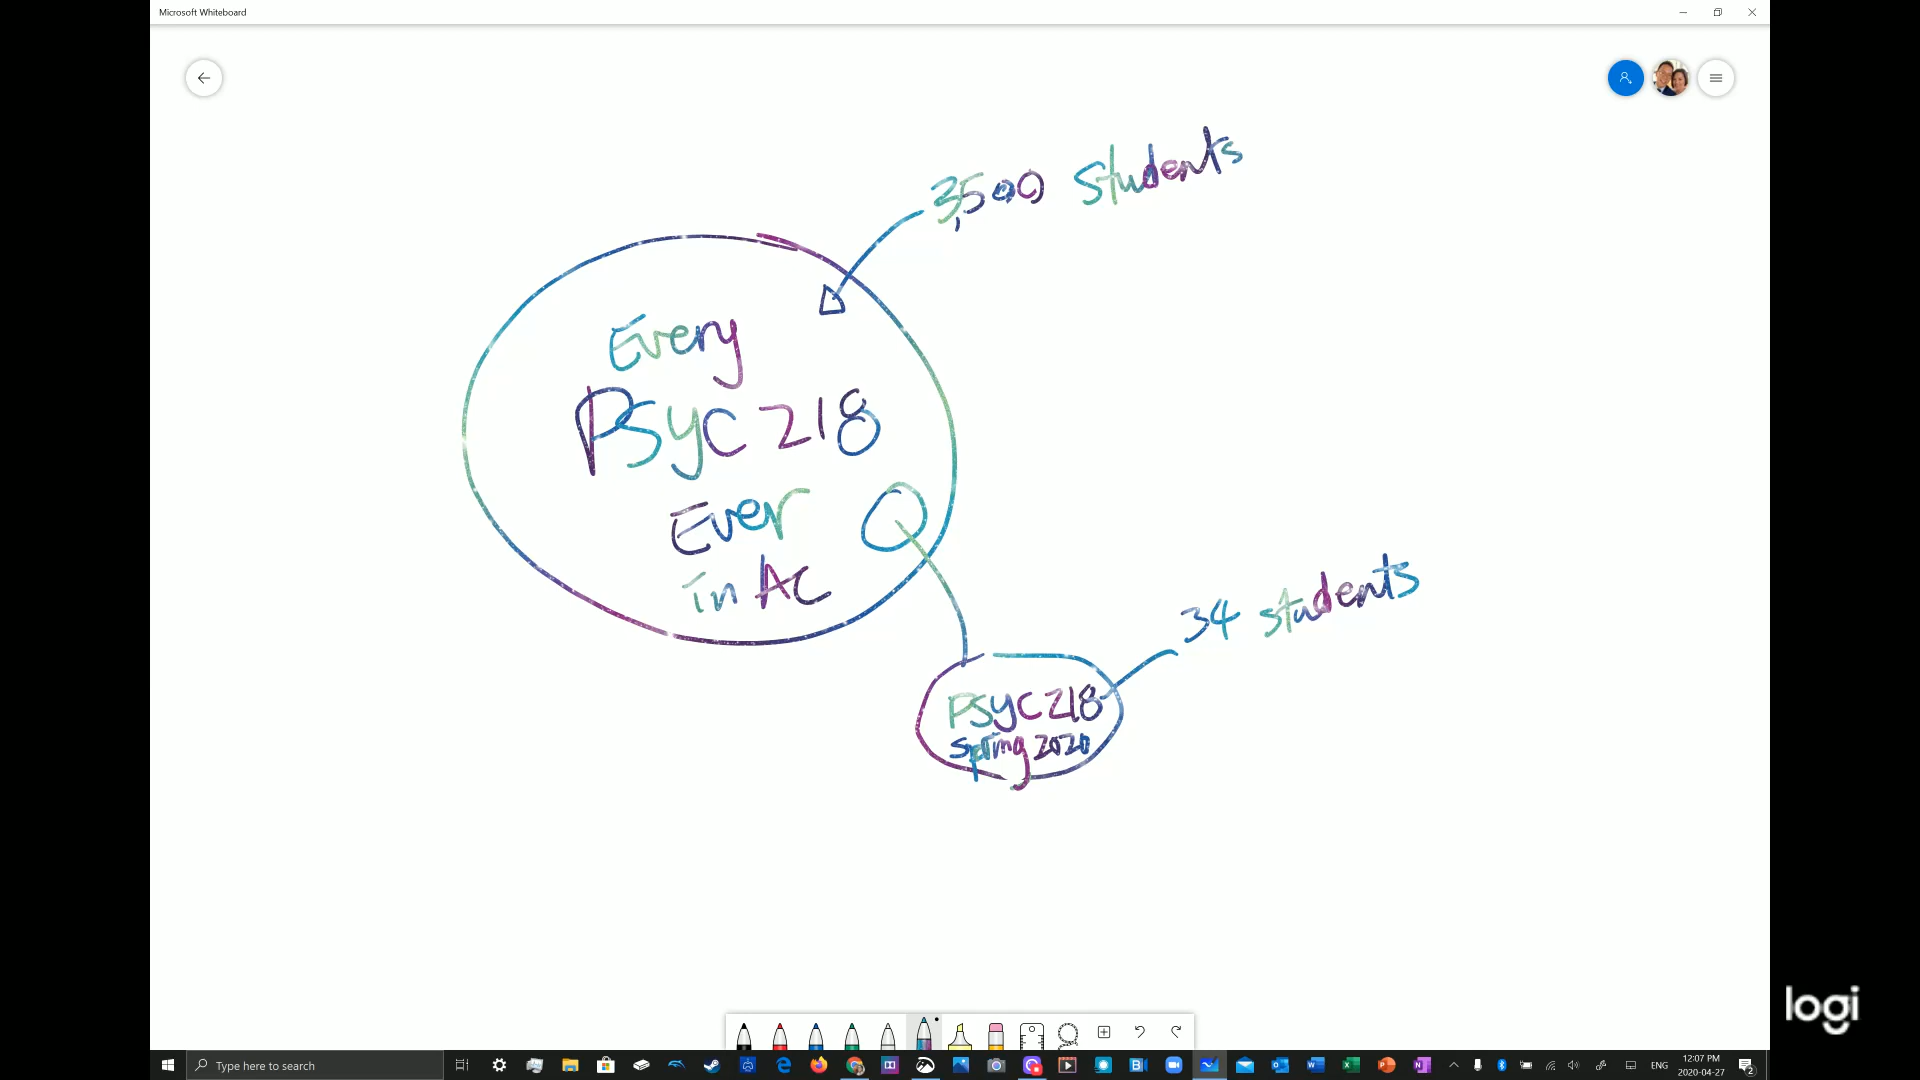 Microsoft Whiteboard
3,500 students
Every
PSYC 218
Ever
in AC
34 students
PSYC 218
spring 2020
logi
Type here to search
ENG
12:07 PM
2020-04-27
2